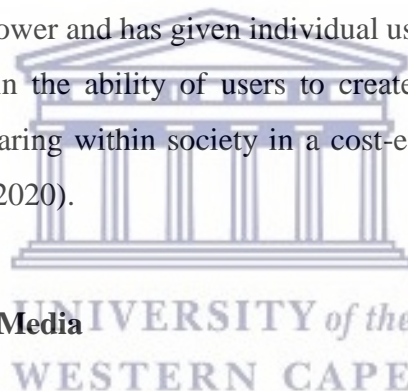 ower and has given individual us
in the ability of users to create
aring within society in a cost-e
2020).
Media
UNIVERSITY of the
WESTERN CAPE